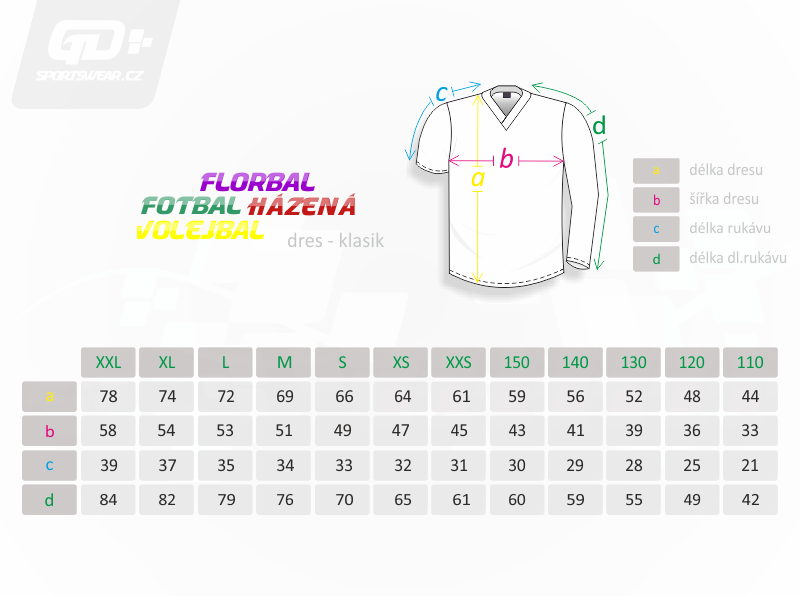 GD+
SPORTSWEAR.CZ
FLORBAL
FOTBAL HÁZENÁ
VOLEJBAL
dres - klasik
c
d
b
a
a délka dresu
b šířka dresu
c délka rukávu
d délka dl.rukávu
XXL XL L M S XS XXS 150 140 130 120 110
a 78 74 72 69 66 64 61 59 56 52 48 44
b 58 54 53 51 49 47 45 43 41 39 36 33
c 39 37 35 34 33 32 31 30 29 28 25 21
d 84 82 79 76 70 65 61 60 59 55 49 42